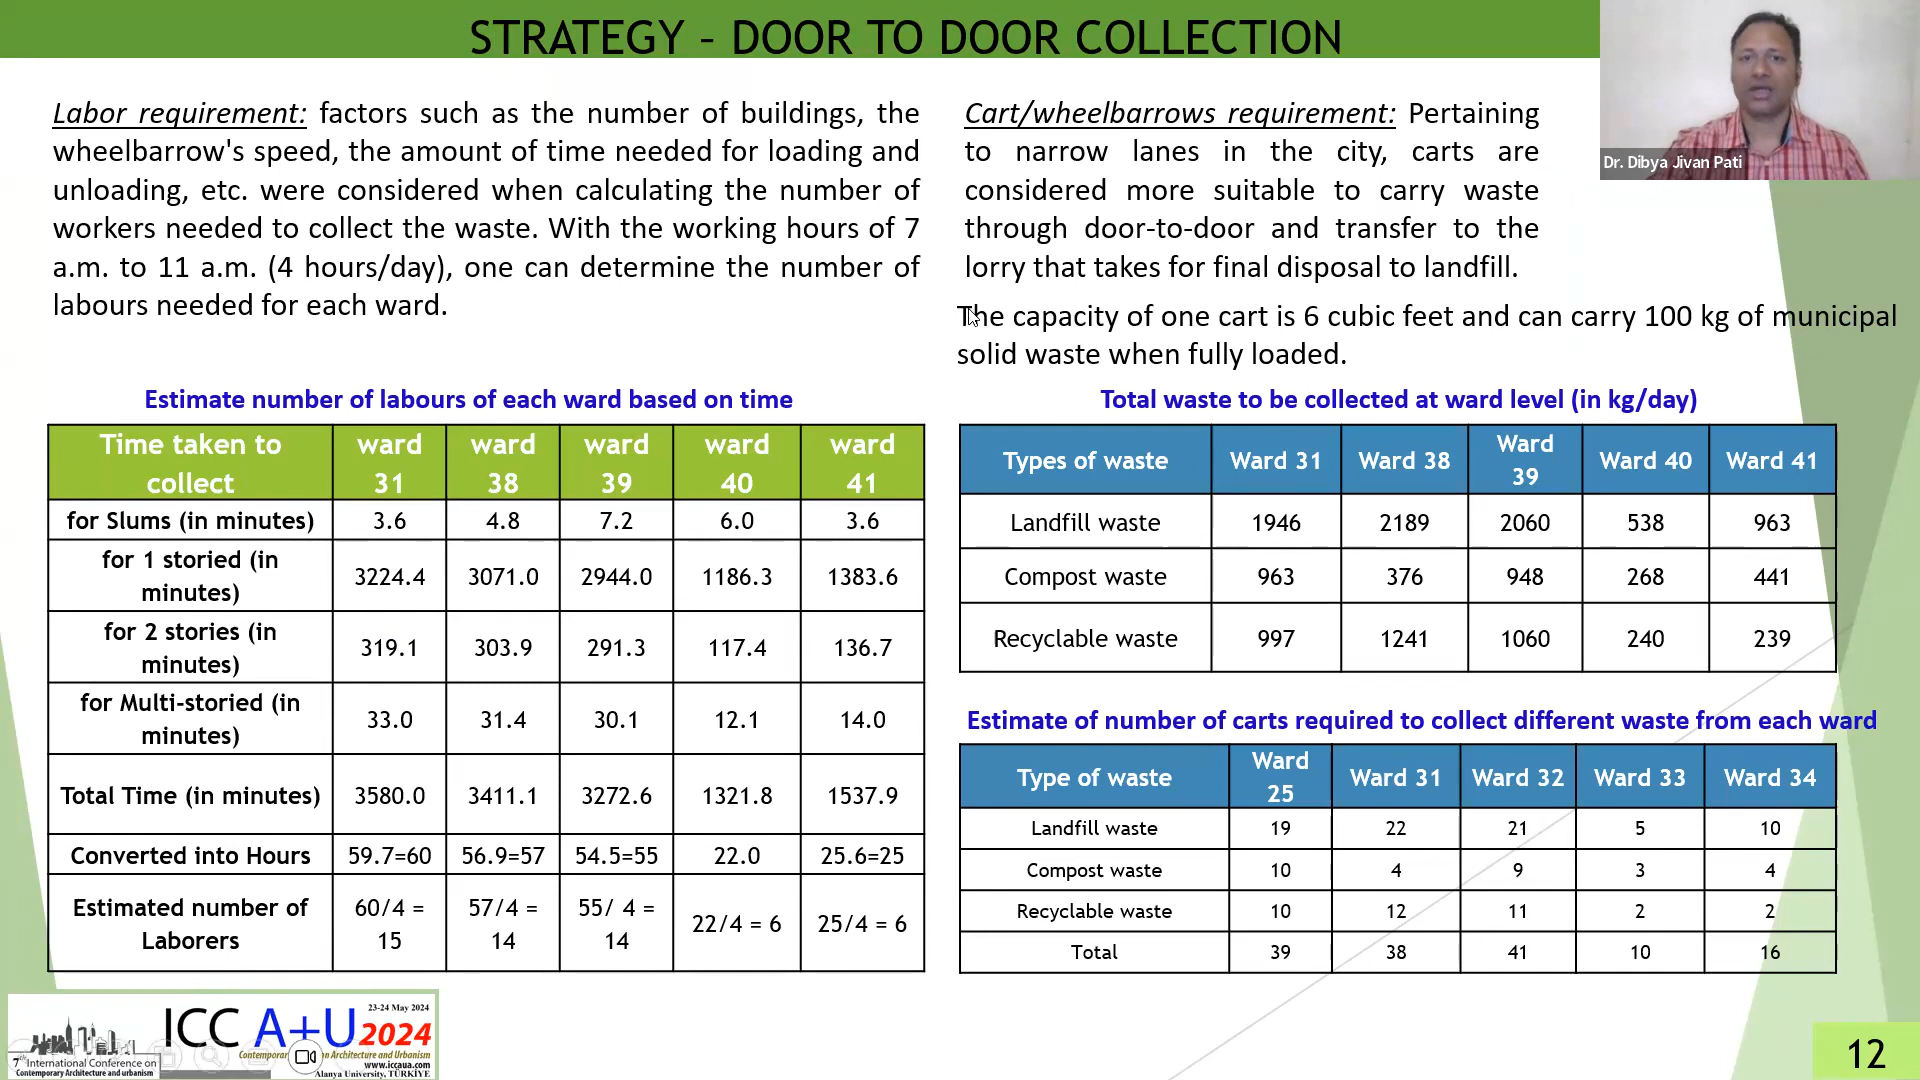 STRATEGY – DOOR TO DOOR COLLECTION
Labor requirement: factors such as the number of buildings, the
wheelbarrow's speed, the amount of time needed for loading and
unloading, etc. were considered when calculating the number of
workers needed to collect the waste. With the working hours of 7
a.m. to 11 a.m. (4 hours/day), one can determine the number of
labours needed for each ward.
Cart/wheelbarrows requirement: Pertaining
to narrow lanes in the city, carts are
considered more suitable to carry waste
through door-to-door and transfer to the
lorry that takes for final disposal to landfill.
The capacity of one cart is 6 cubic feet and can carry 100 kg of municipal
solid waste when fully loaded.
Dr. Dibya Jivan Pati
Estimate number of labours of each ward based on time
Time taken to collect ward 31 ward 38 ward 39 ward 40 ward 41
for Slums (in minutes) 3.6 4.8 7.2 6.0 3.6
for 1 storied (in minutes) 3224.4 3071.0 2944.0 1186.3 1383.6
for 2 stories (in minutes) 319.1 303.9 291.3 117.4 136.7
for Multi-storied (in minutes) 33.0 31.4 30.1 12.1 14.0
Total Time (in minutes) 3580.0 3411.1 3272.6 1321.8 1537.9
Converted into Hours 59.7=60 56.9=57 54.5=55 22.0 25.6=25
Estimated number of Laborers 60/4 = 15 57/4 = 14 55/ 4 = 14 22/4 = 6 25/4 = 6
Total waste to be collected at ward level (in kg/day)
Types of waste Ward 31 Ward 38 Ward 39 Ward 40 Ward 41
Landfill waste 1946 2189 2060 538 963
Compost waste 963 376 948 268 441
Recyclable waste 997 1241 1060 240 239
Estimate of number of carts required to collect different waste from each ward
Type of waste Ward 25 Ward 31 Ward 32 Ward 33 Ward 34
Landfill waste 19 22 21 5 10
Compost waste 10 4 9 3 4
Recyclable waste 10 12 11 2 2
Total 39 38 41 10 16
23-24 May 2024
ICC A+U 2024
7th International Conference on
Contemporary Architecture and urbanism
n Architecture and Urbanism
www.iccaua.com
Alanya University, TÜRKİYE
12